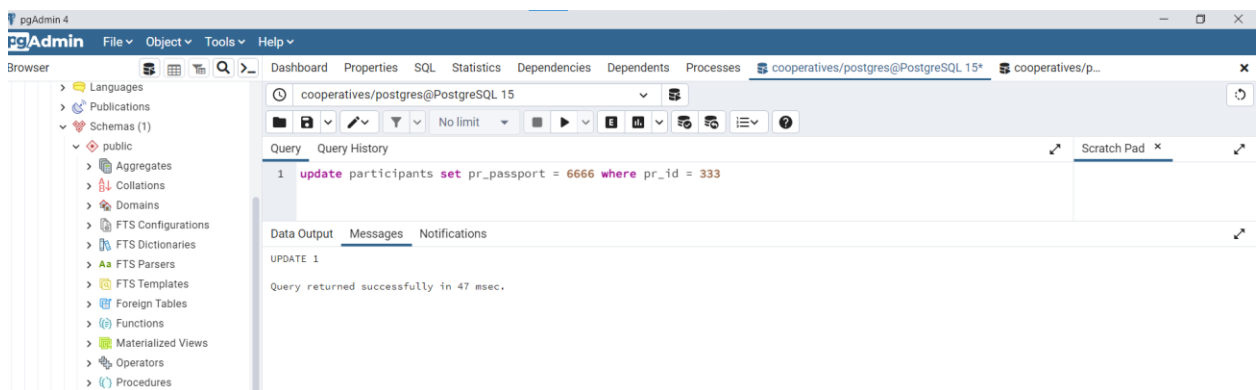 pgAdmin 4
pgAdmin File Object Tools Help
Browser
Dashboard Properties SQL Statistics Dependencies Dependents Processes cooperatives/postgres@PostgreSQL 15* cooperatives/p...
Languages
Publications
Schemas (1)
public
Aggregates
Collations
Domains
FTS Configurations
FTS Dictionaries
Aa FTS Parsers
FTS Templates
Foreign Tables
Functions
Materialized Views
Operators
Procedures
cooperatives/postgres@PostgreSQL 15
No limit
E
Query Query History
Scratch Pad
1 update participants set pr_passport = 6666 where pr_id = 333
Data Output Messages Notifications
UPDATE 1
Query returned successfully in 47 msec.